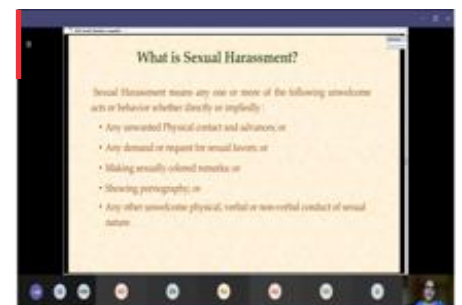 What is Sexual Harassment?
Sexual Harassment means any one or more of the following unwelcome
acts or behavior whether directly or impliedly:
• Any unwanted Physical contact and advances; or
• Any demand or request for sexual favors; or
• Making sexually colored remarks; or
• Showing pornography; or
• Any other unwelcome physical, verbal or non-verbal conduct of sexual
nature